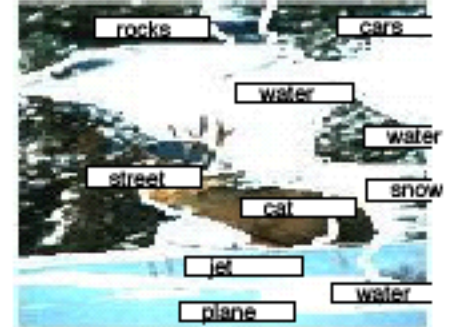 rocks
cars
water
water
street
snow
cat
jet
water
plane